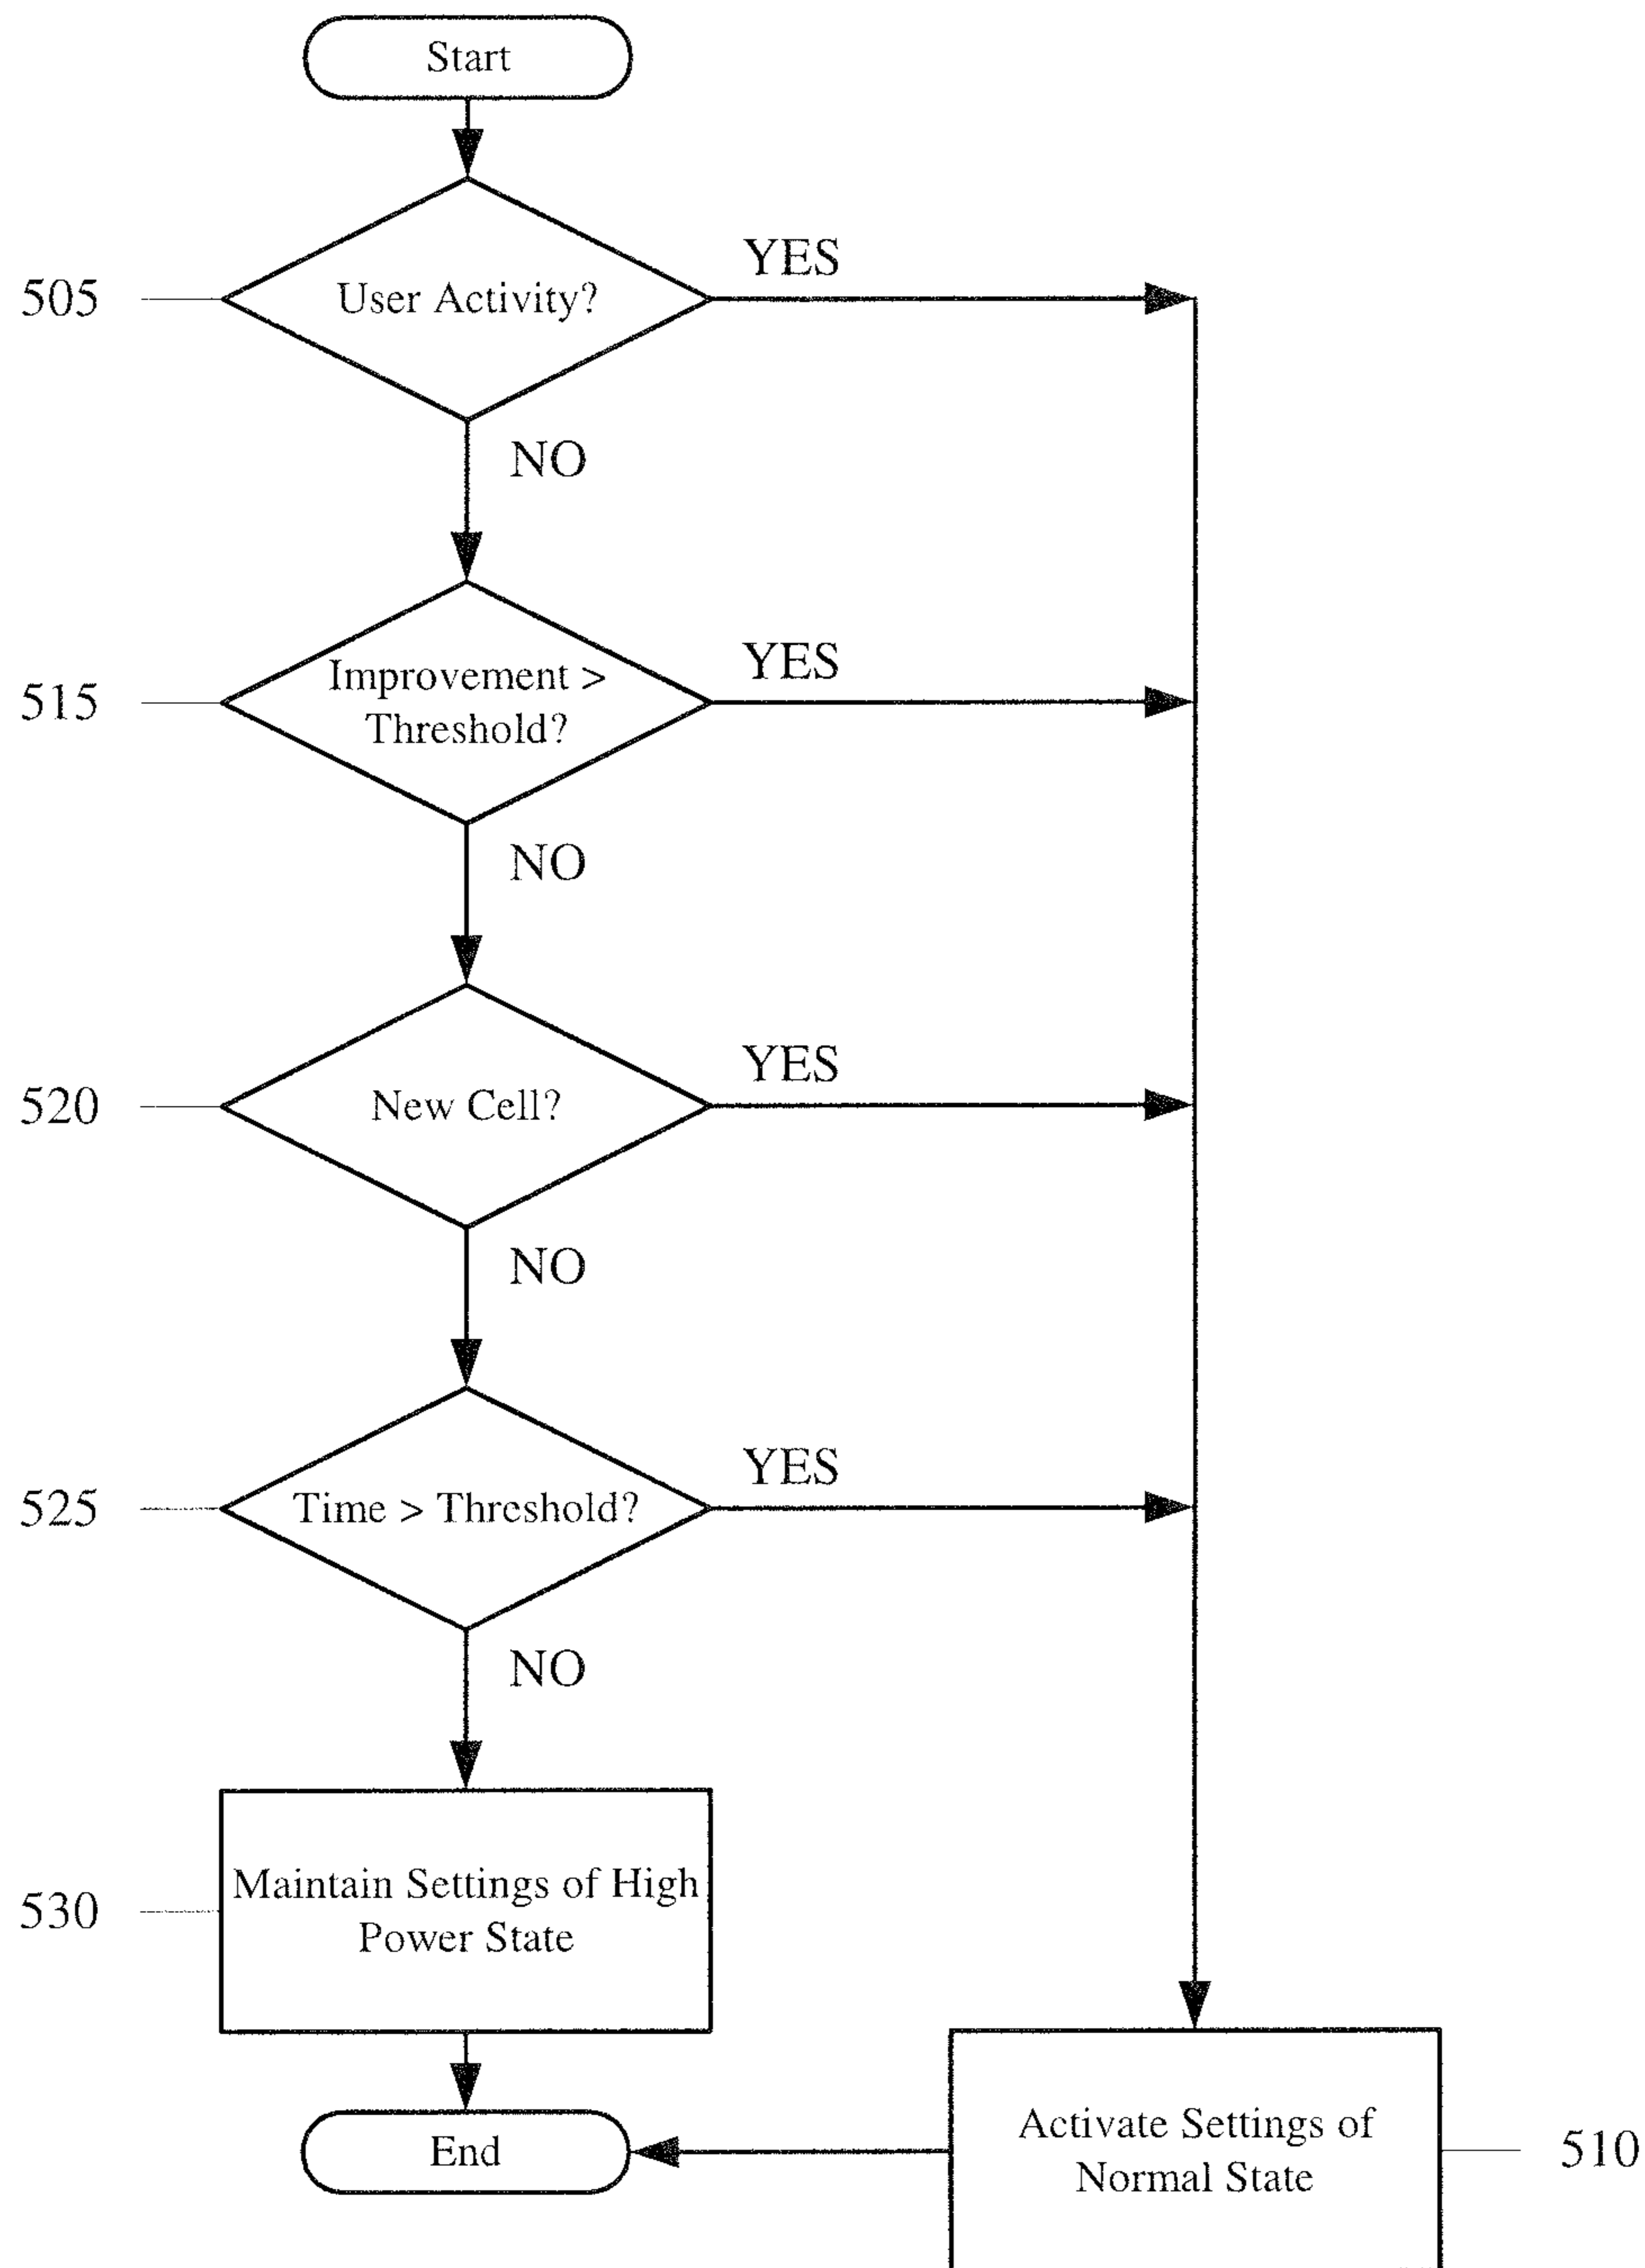 Start
505
User Activity?
YES
NO
515
Improvement >
Threshold?
YES
NO
520
New Cell?
YES
NO
525
Time > Threshold?
YES
NO
530
Maintain Settings of High
Power State
End
Activate Settings of
Normal State
510